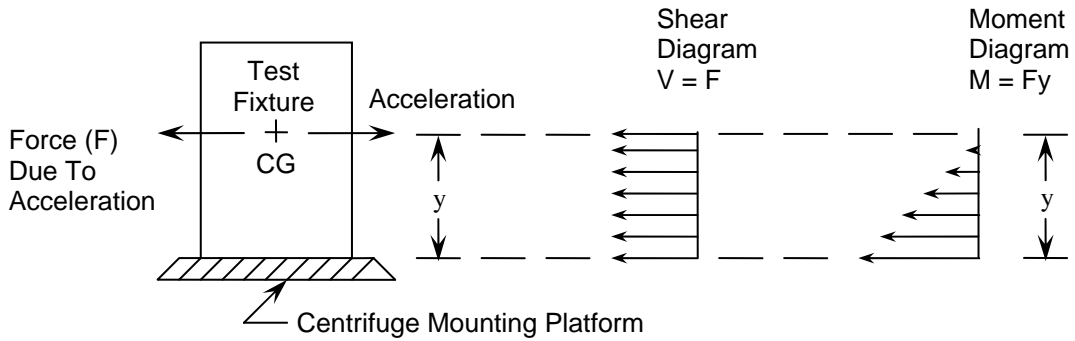 Shear
Diagram
V = F
Moment
Diagram
M = Fy
Test
Fixture
CG
Acceleration
Force (F)
Due To
Acceleration
y
y
Centrifuge Mounting Platform